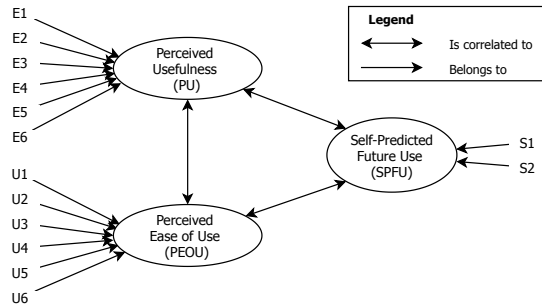 E1
E2
E3
E4
E5
E6
Perceived
Usefulness
(PU)
Legend
Is correlated to
Belongs to
Self-Predicted
Future Use
(SPFU)
S1
S2
U1
U2
U3
U4
U5
U6
Perceived
Ease of Use
(PEOU)